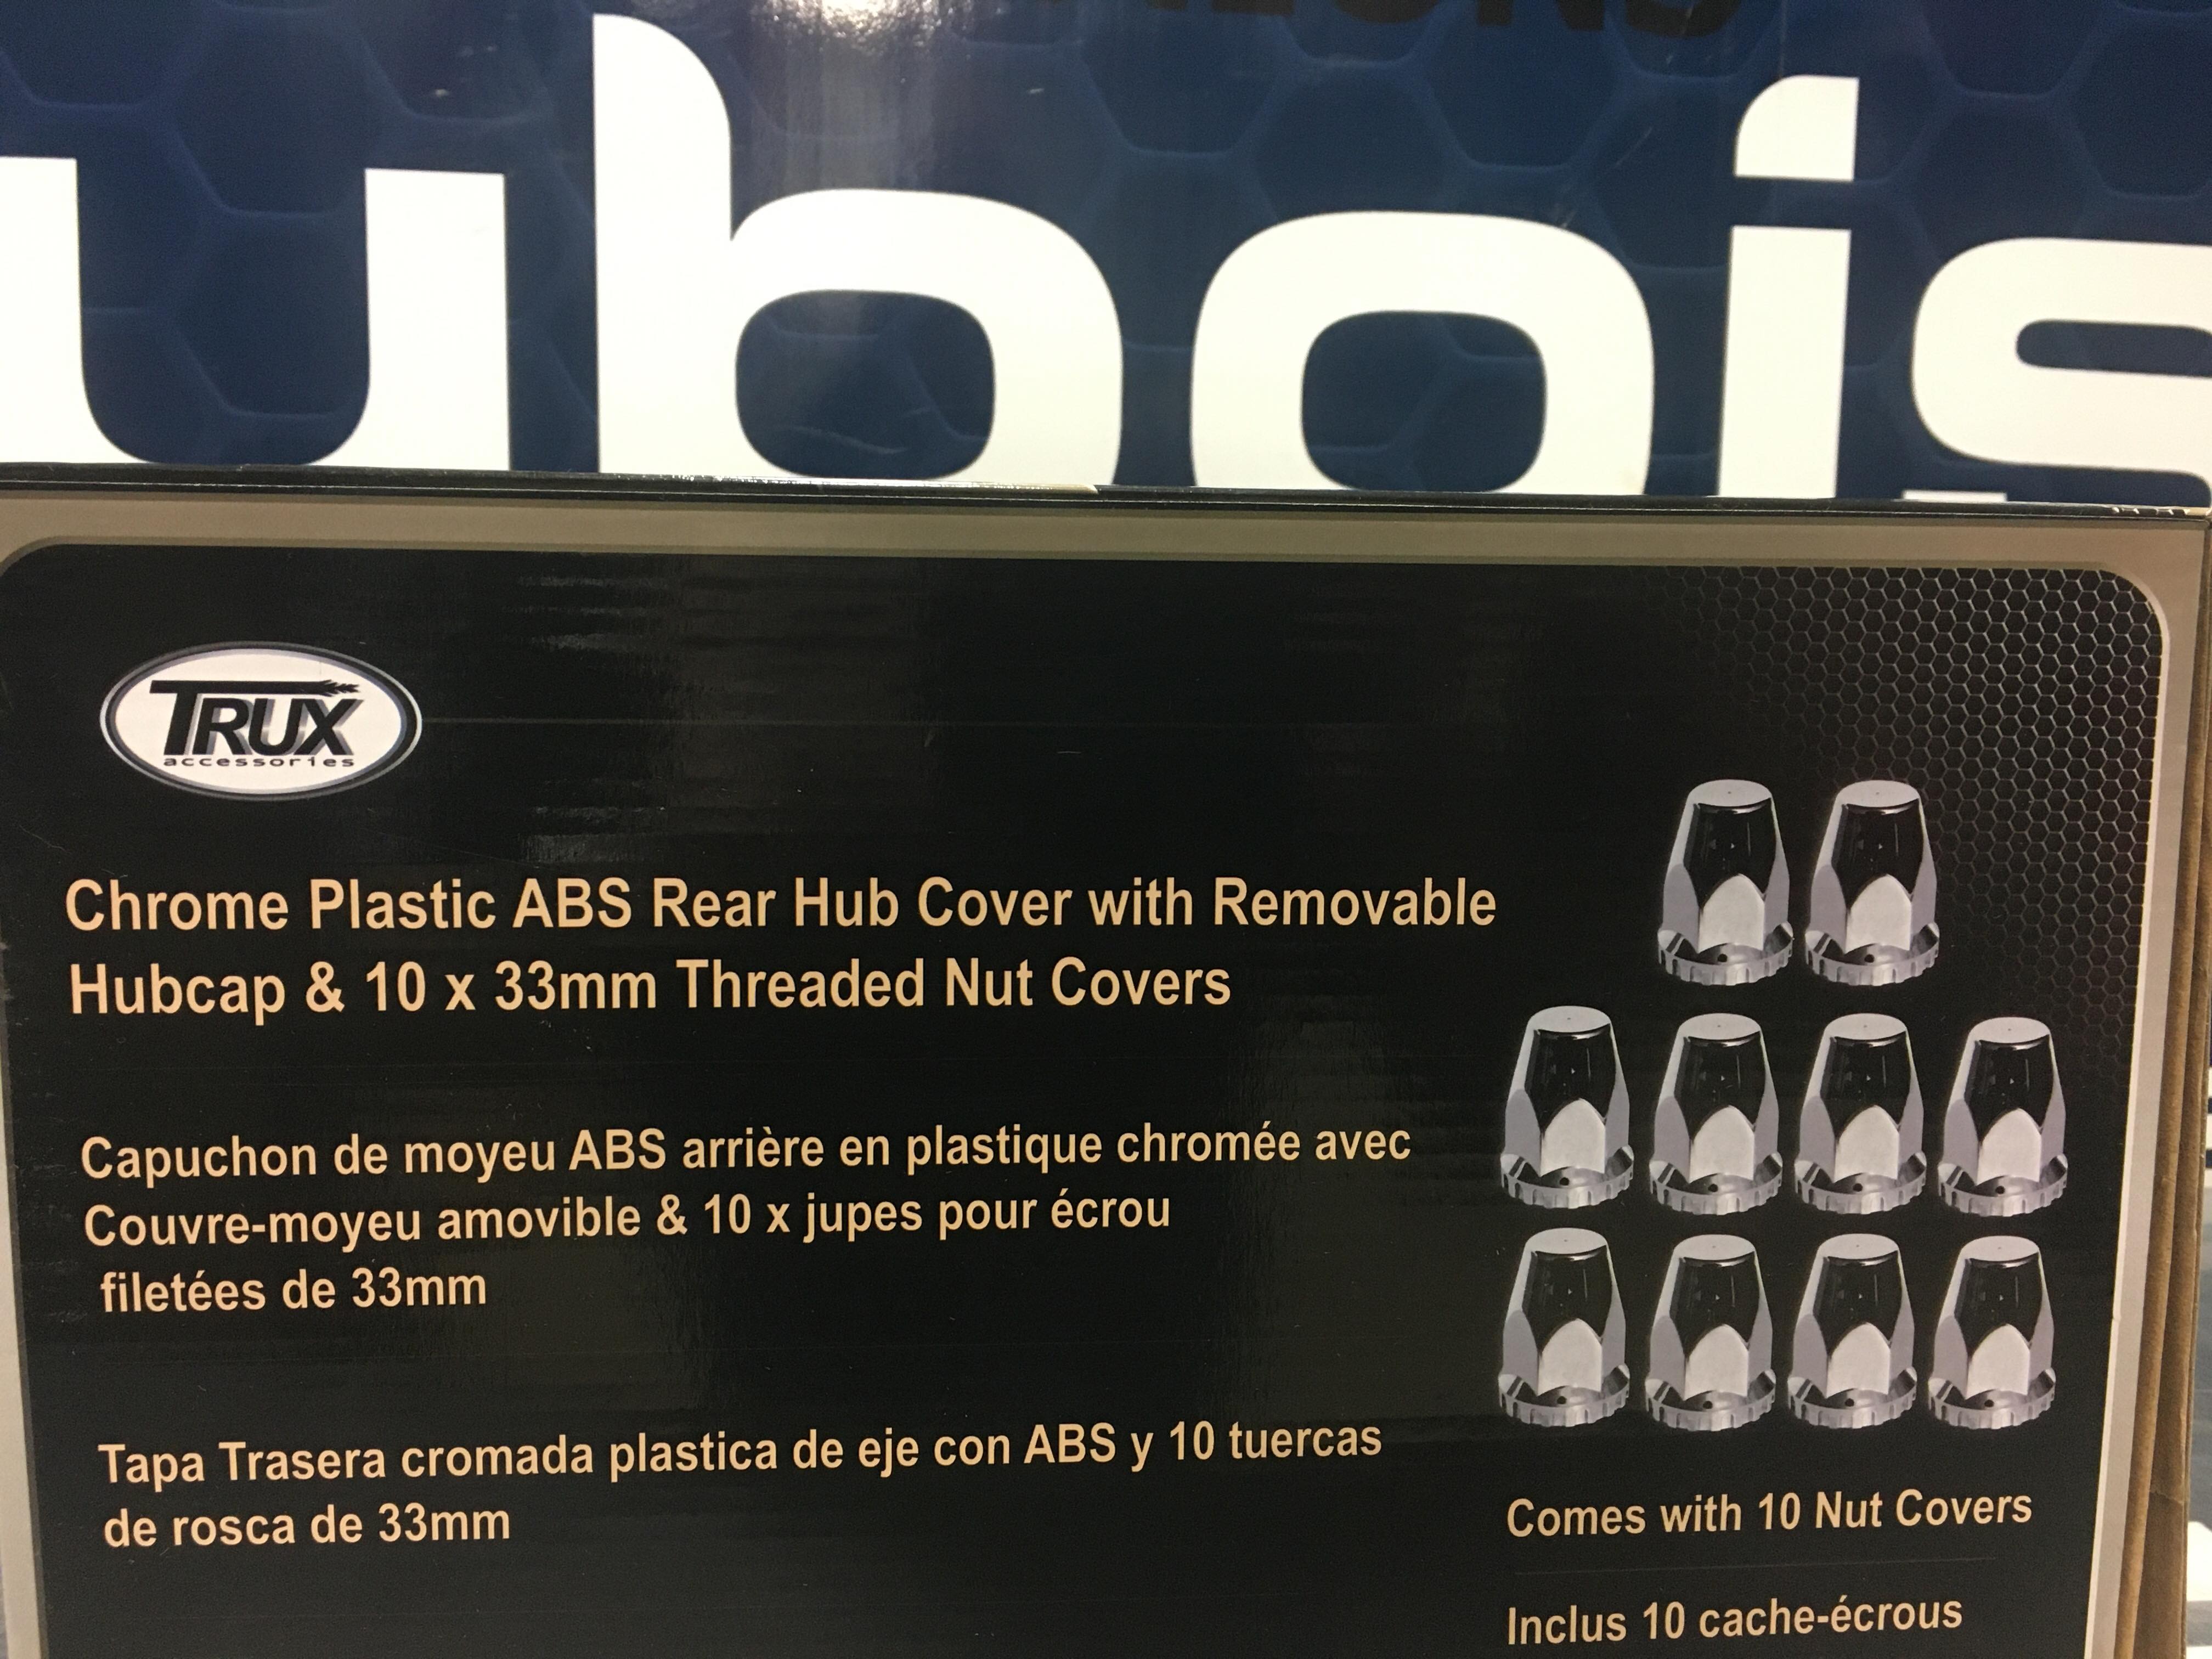 ubois
TRUX
accessories
Chrome Plastic ABS Rear Hub Cover with Removable
Hubcap & 10 x 33mm Threaded Nut Covers
Capuchon de moyeu ABS arrière en plastique chromée avec
Couvre-moyeu amovible & 10 x jupes pour écrou
filetées de 33mm
Tapa Trasera cromada plastica de eje con ABS y 10 tuercas
de rosca de 33mm
Comes with 10 Nut Covers
Inclus 10 cache-écrous